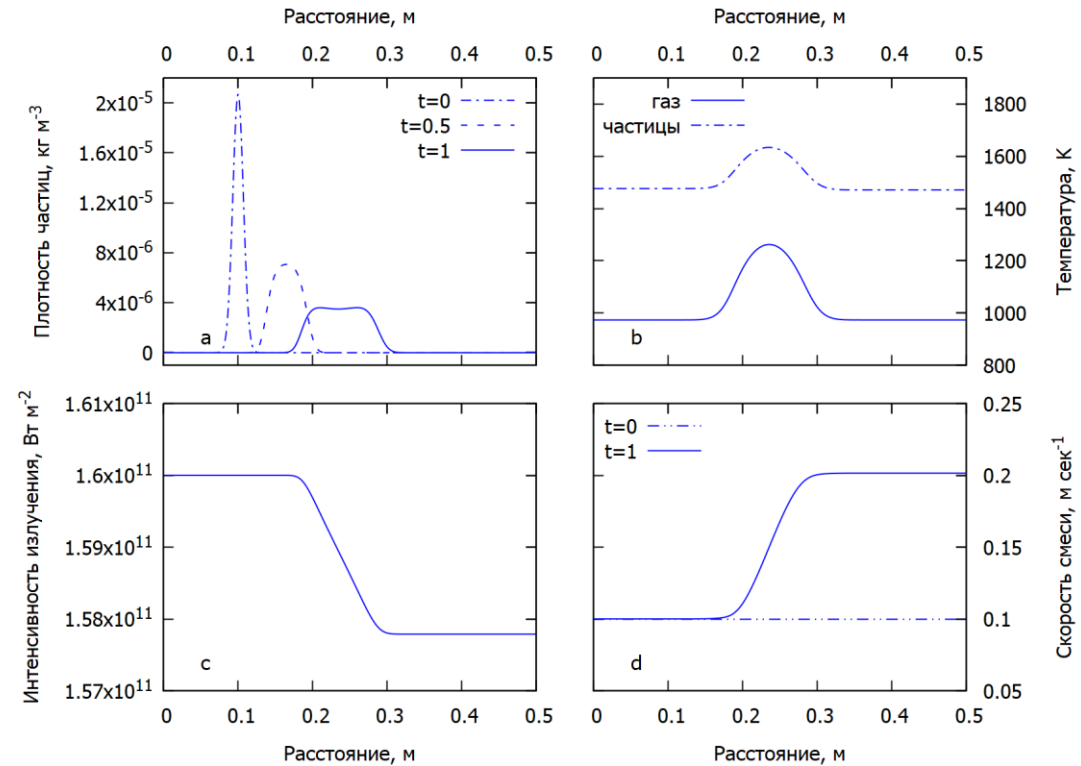 Расстояние, м
Расстояние, м
0 0.1 0.2 0.3 0.4 0.5
0 0.1 0.2 0.3 0.4 0.5
Плотность частиц, кг м⁻³
2x10⁻⁵
1.6x10⁻⁵
1.2x10⁻⁵
8x10⁻⁶
4x10⁻⁶
0
t=0
t=0.5
t=1
a
газ
частицы
b
1800
1600
1400
1200
1000
800
Температура, К
Интенсивность излучения, Вт м⁻²
1.61x10¹¹
1.6x10¹¹
1.59x10¹¹
1.58x10¹¹
1.57x10¹¹
c
t=0
t=1
d
0.25
0.2
0.15
0.1
0.05
Скорость смеси, м сек⁻¹
0 0.1 0.2 0.3 0.4 0.5
0 0.1 0.2 0.3 0.4 0.5
Расстояние, м
Расстояние, м